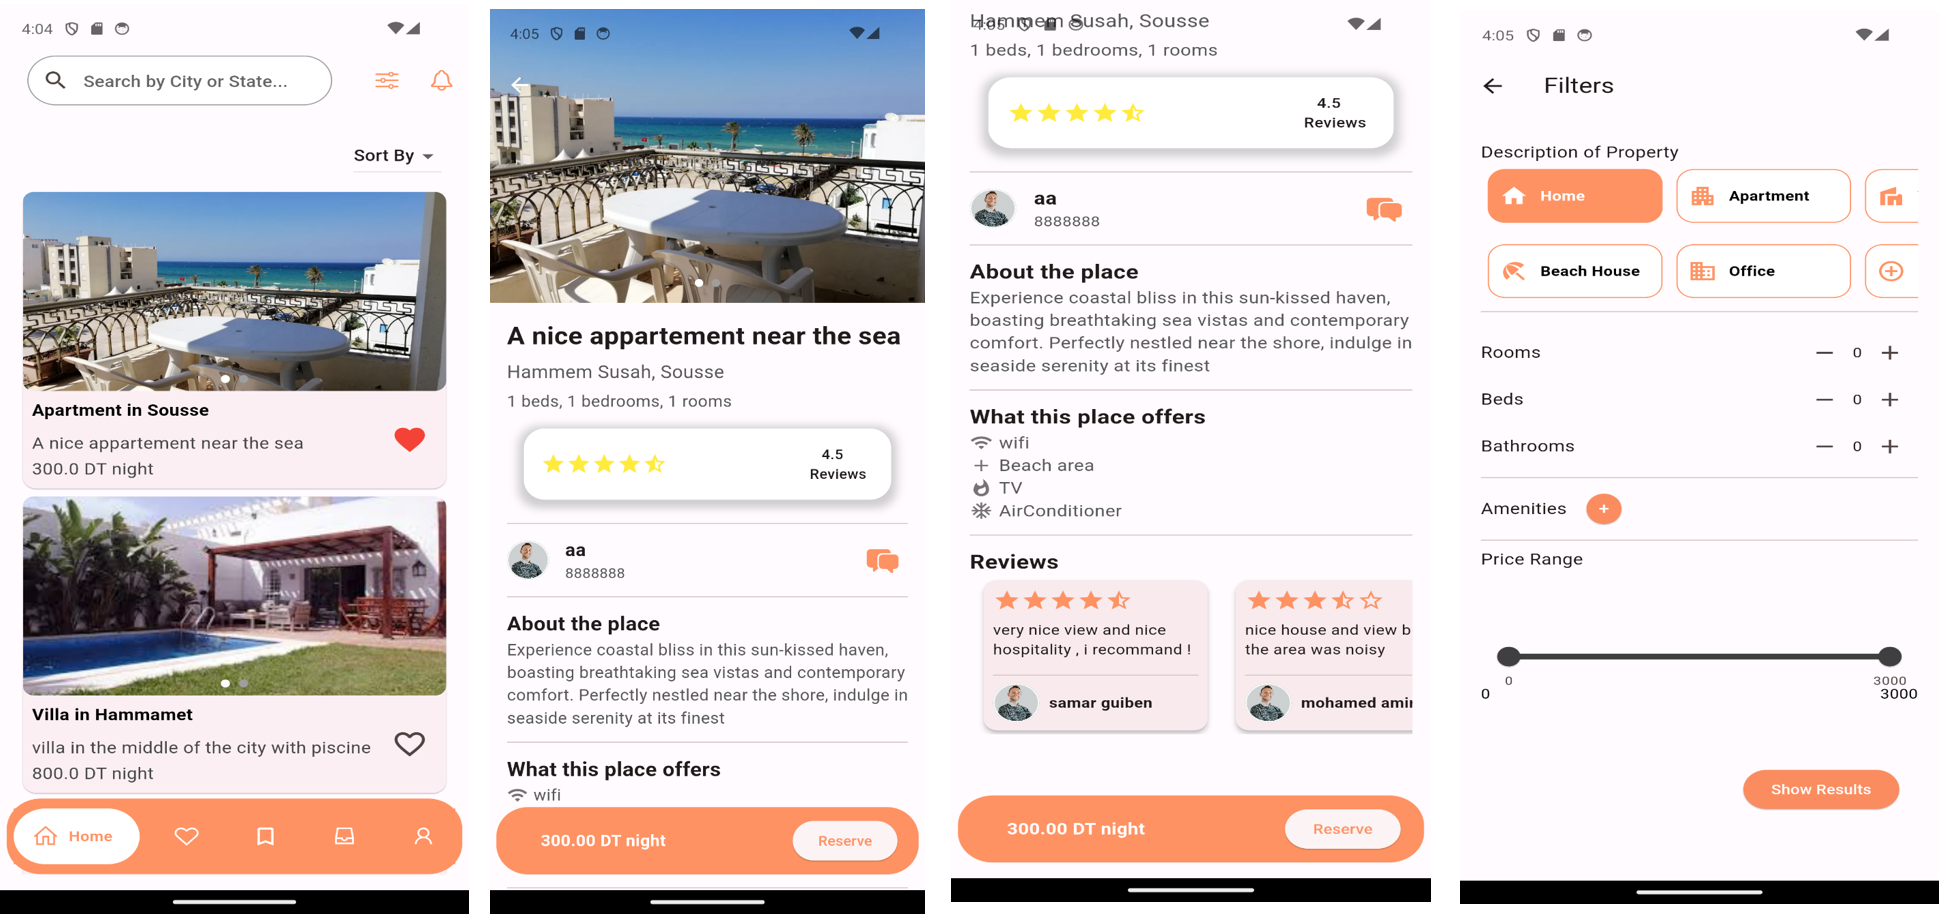 4:04
Search by City or State...
Sort By
Apartment in Sousse
A nice appartement near the sea
300.0 DT night
Villa in Hammamet
villa in the middle of the city with piscine
800.0 DT night
Home
4:05
A nice appartement near the sea
Hammem Susah, Sousse
1 beds, 1 bedrooms, 1 rooms
4.5
Reviews
aa
8888888
About the place
Experience coastal bliss in this sun-kissed haven,
boasting breathtaking sea vistas and contemporary
comfort. Perfectly nestled near the shore, indulge in
seaside serenity at its finest
What this place offers
wifi
300.00 DT night
Reserve
Hammem Susah, Sousse
4:05
1 beds, 1 bedrooms, 1 rooms
4.5
Reviews
aa
8888888
About the place
Experience coastal bliss in this sun-kissed haven,
boasting breathtaking sea vistas and contemporary
comfort. Perfectly nestled near the shore, indulge in
seaside serenity at its finest
What this place offers
wifi
Beach area
TV
AirConditioner
Reviews
very nice view and nice
hospitality , i recommand !
samar guiben
nice house and view b
the area was noisy
mohamed amir
300.00 DT night
Reserve
4:05
Filters
Description of Property
Home
Apartment
Beach House
Office
Rooms
0
Beds
0
Bathrooms
0
Amenities
+
Price Range
0
3000
0
3000
Show Results